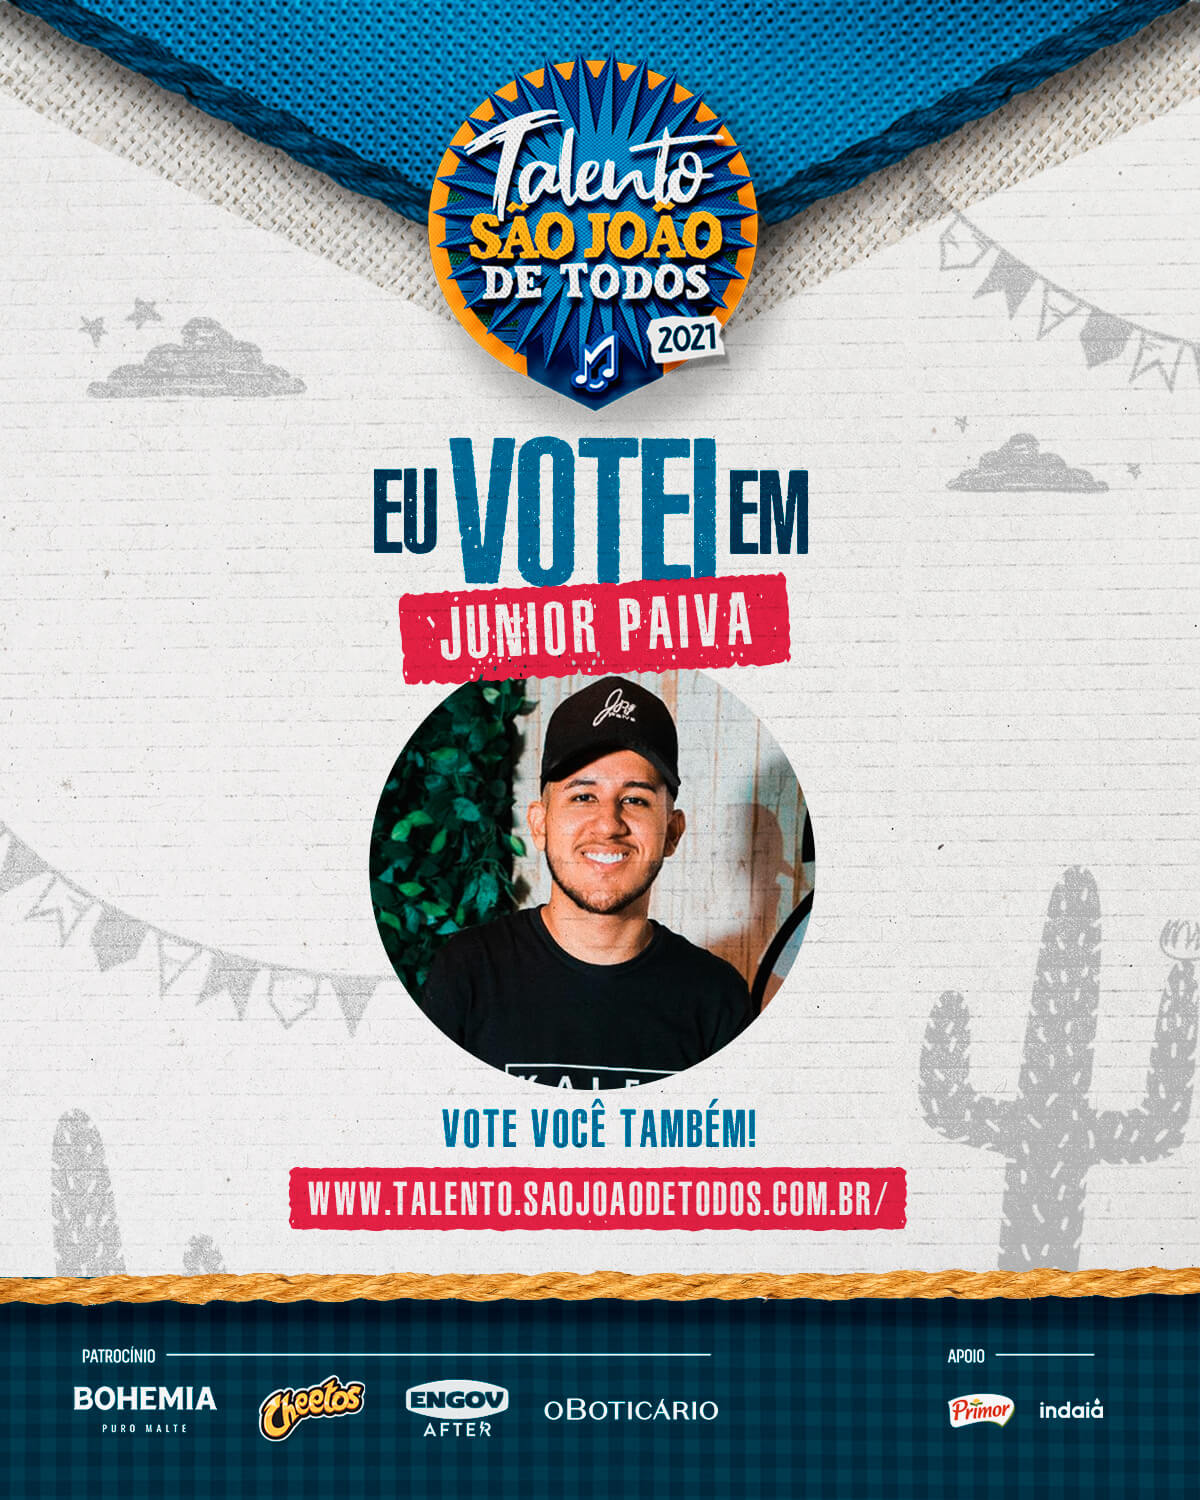 Talento
SÃO JOÃO
DE TODOS
2021
EU VOTEI EM
JUNIOR PAIVA
VOTE VOCÊ TAMBÉM!
WWW.TALENTO.SAOJOAODETODOS.COM.BR/
PATROCÍNIO
APOIO
BOHEMIA
PURO MALTE
Cheetos
ENGOV
AFTER
oBOTICÁRIO
Primor
indaiá